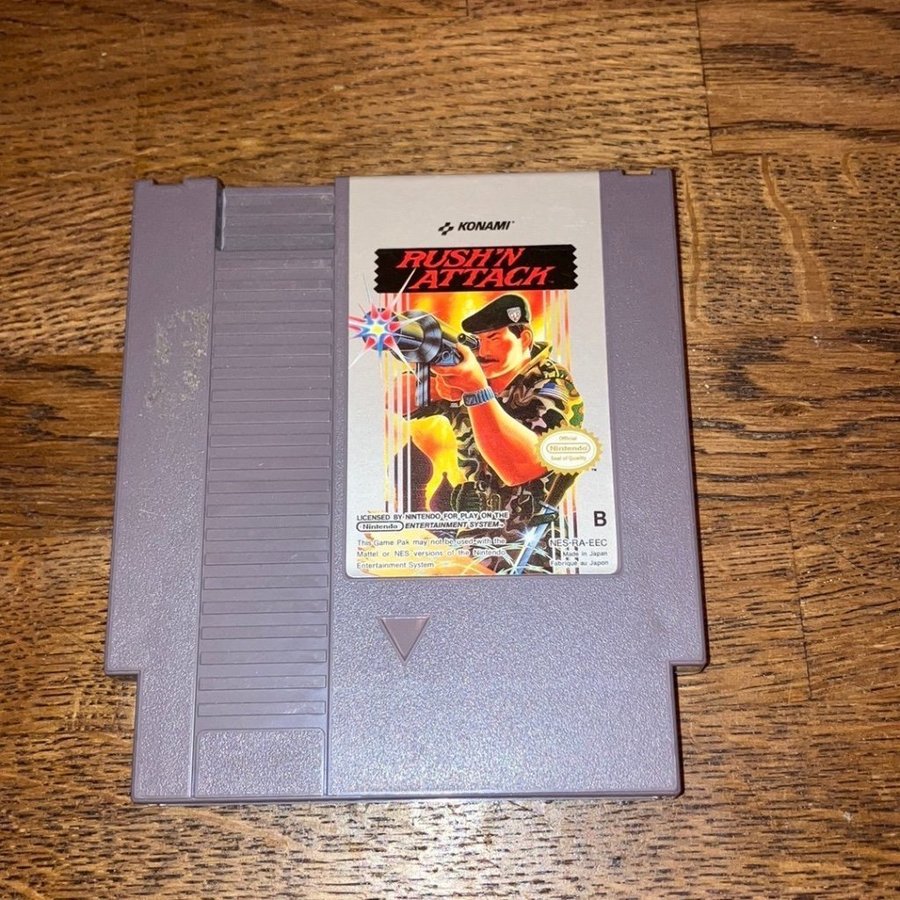 KONAMI
RUSH'N
ATTACK™
Official
Nintendo
Seal of Quality
LICENSED BY NINTENDO FOR PLAY ON THE
Nintendo ENTERTAINMENT SYSTEM™
This Game Pak may not be used with the
Mattel or NES versions of the Nintendo
Entertainment System
B
NES-RA-EEC
Made in Japan
Fabriqué au Japon